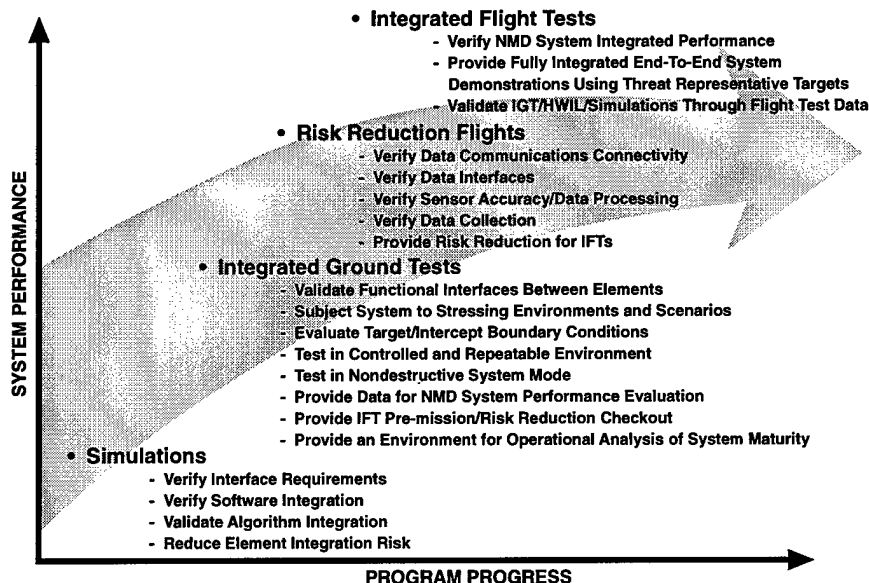 • Integrated Flight Tests
- Verify NMD System Integrated Performance
- Provide Fully Integrated End-To-End System
Demonstrations Using Threat Representative Targets
- Validate IGT/HWIL/Simulations Through Flight Test Data
• Risk Reduction Flights
- Verify Data Communications Connectivity
- Verify Data Interfaces
- Verify Sensor Accuracy/Data Processing
- Verify Data Collection
- Provide Risk Reduction for IFTs
• Integrated Ground Tests
- Validate Functional Interfaces Between Elements
- Subject System to Stressing Environments and Scenarios
- Evaluate Target/Intercept Boundary Conditions
- Test in Controlled and Repeatable Environment
- Test in Nondestructive System Mode
- Provide Data for NMD System Performance Evaluation
- Provide IFT Pre-mission/Risk Reduction Checkout
- Provide an Environment for Operational Analysis of System Maturity
• Simulations
- Verify Interface Requirements
- Verify Software Integration
- Validate Algorithm Integration
- Reduce Element Integration Risk
SYSTEM PERFORMANCE
PROGRAM PROGRESS